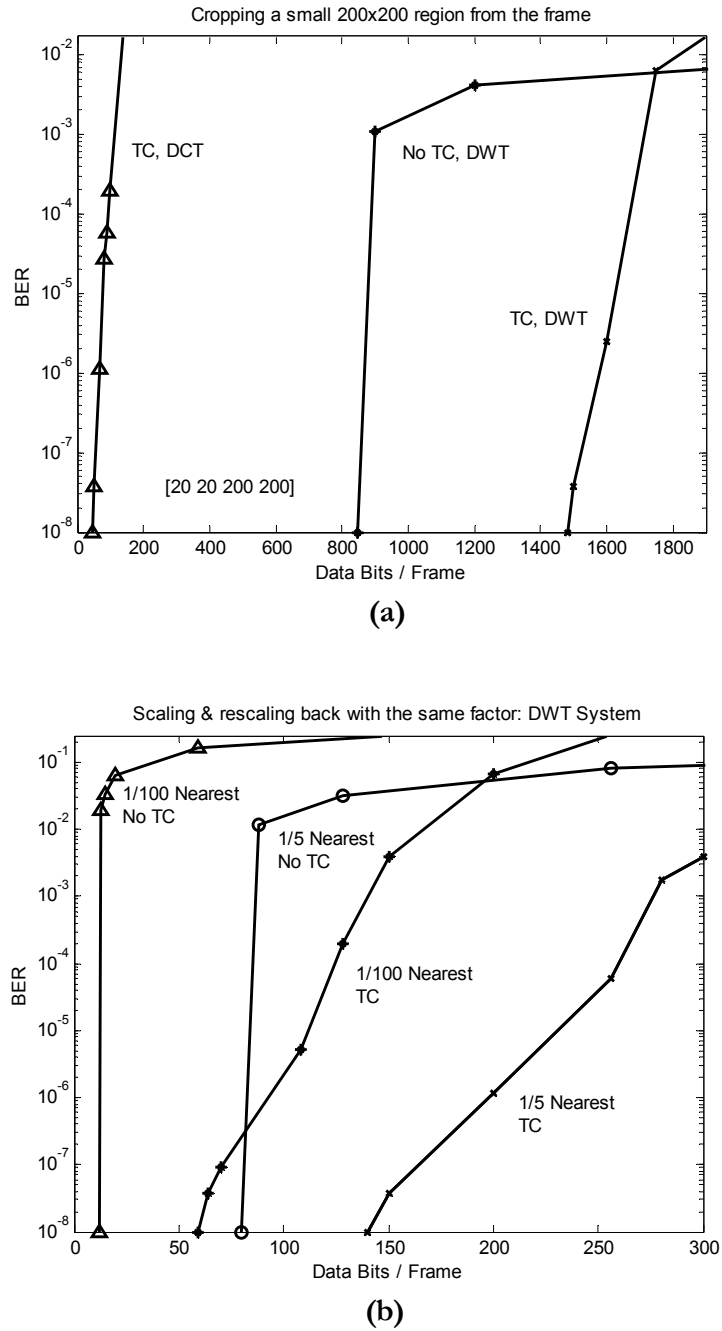 Cropping a small 200x200 region from the frame
10^-2
10^-3
10^-4
10^-5
10^-6
10^-7
10^-8
BER
TC, DCT
No TC, DWT
TC, DWT
[20 20 200 200]
0 200 400 600 800 1000 1200 1400 1600 1800
Data Bits / Frame
(a)
Scaling & rescaling back with the same factor: DWT System
10^-1
10^-2
10^-3
10^-4
10^-5
10^-6
10^-7
10^-8
BER
1/100 Nearest
No TC
1/5 Nearest
No TC
1/100 Nearest
TC
1/5 Nearest
TC
0 50 100 150 200 250 300
Data Bits / Frame
(b)